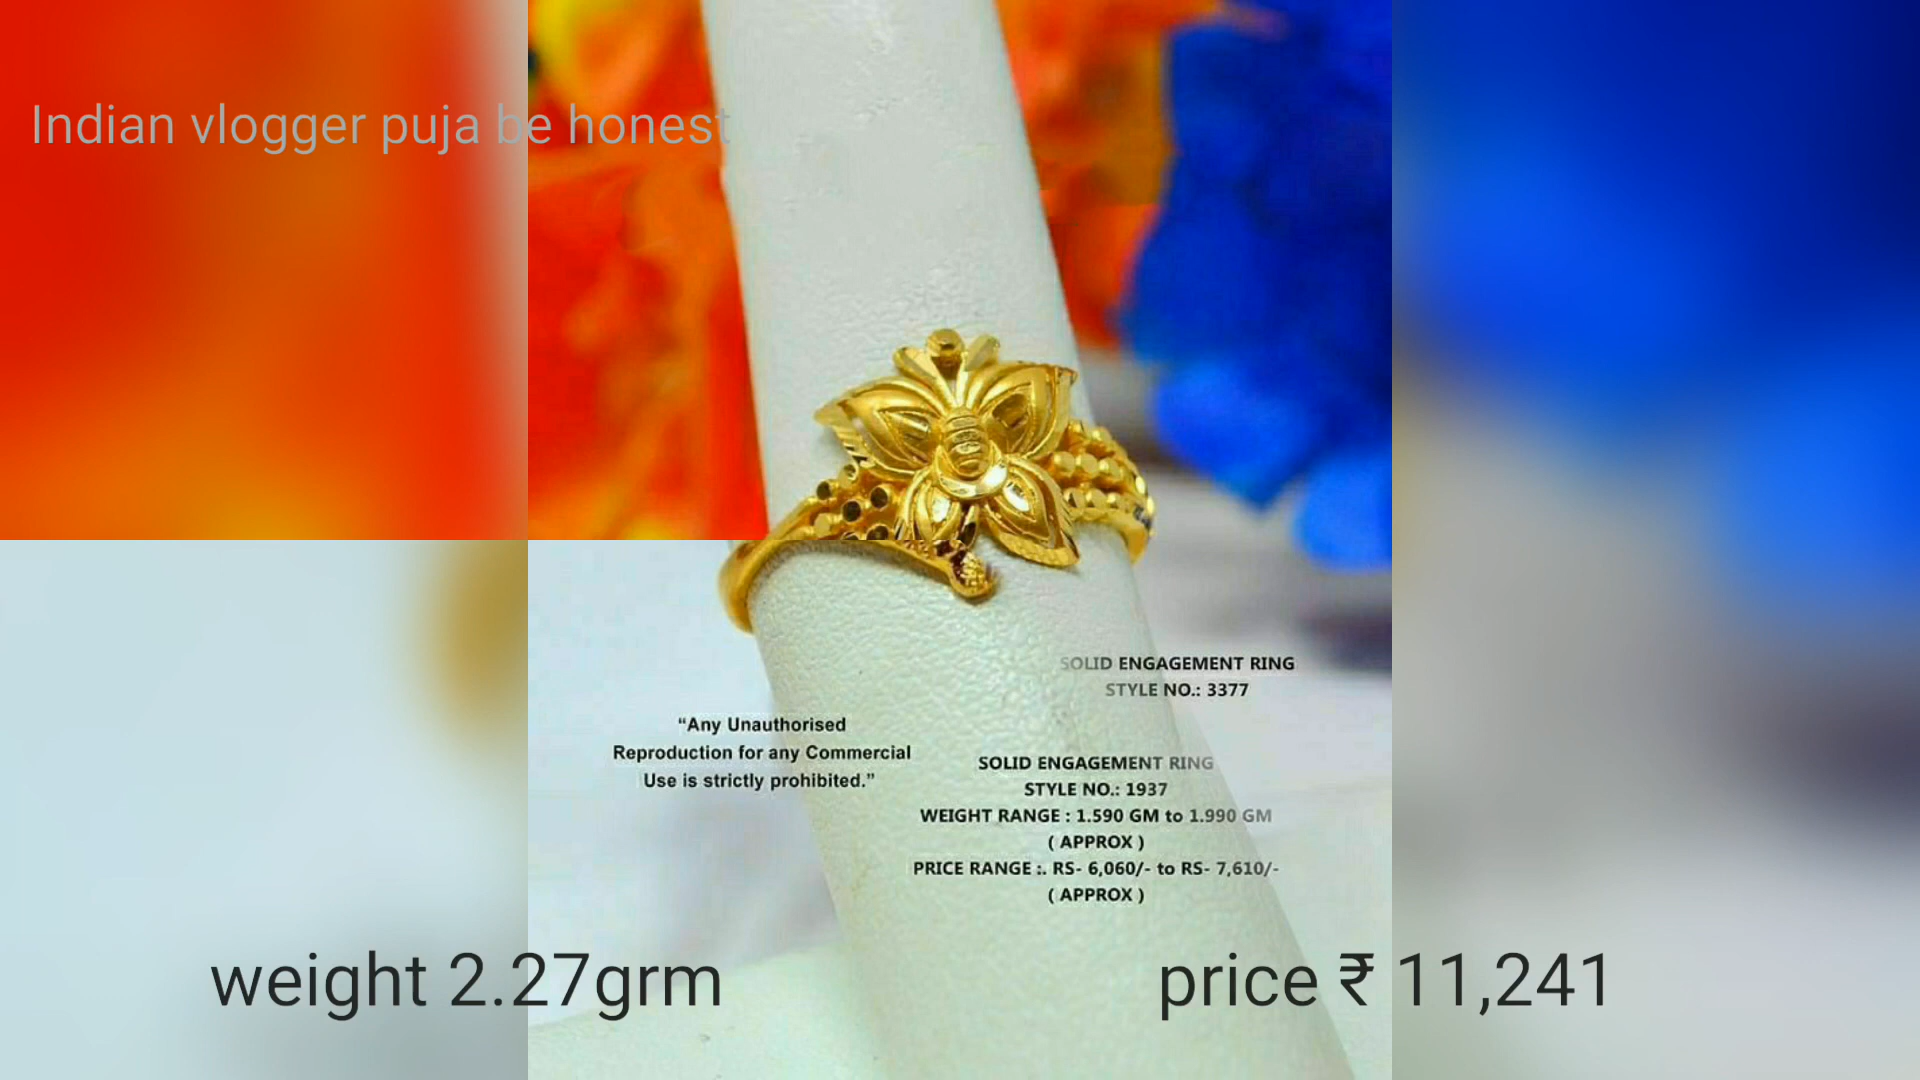 Indian vlogger puja be honest
SOLID ENGAGEMENT RING
STYLE NO.: 3377
“Any Unauthorised
Reproduction for any Commercial
Use is strictly prohibited.”
SOLID ENGAGEMENT RING
STYLE NO.: 1937
WEIGHT RANGE : 1.590 GM to 1.990 GM
( APPROX )
PRICE RANGE :. RS- 6,060/- to RS- 7,610/-
( APPROX )
weight 2.27grm
price ₹ 11,241